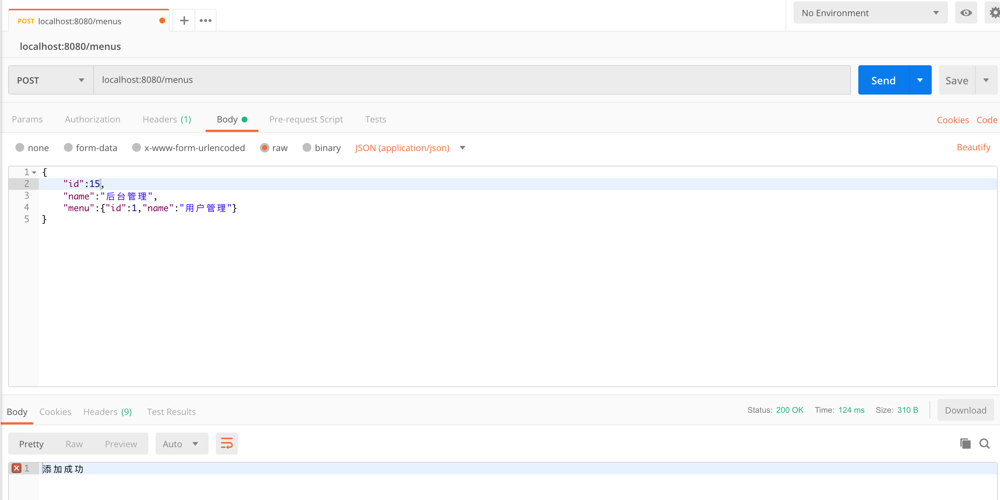 POST localhost:8080/menus
No Environment
localhost:8080/menus
POST localhost:8080/menus Send Save
Params Authorization Headers (1) Body Pre-request Script Tests Cookies Code
none form-data x-www-form-urlencoded raw binary JSON (application/json) Beautify
1 {
2 "id":15,
3 "name":"后台管理",
4 "menu":{"id":1,"name":"用户管理"}
5 }
Body Cookies Headers (9) Test Results Status: 200 OK Time: 124 ms Size: 310 B Download
Pretty Raw Preview Auto
1 添加成功